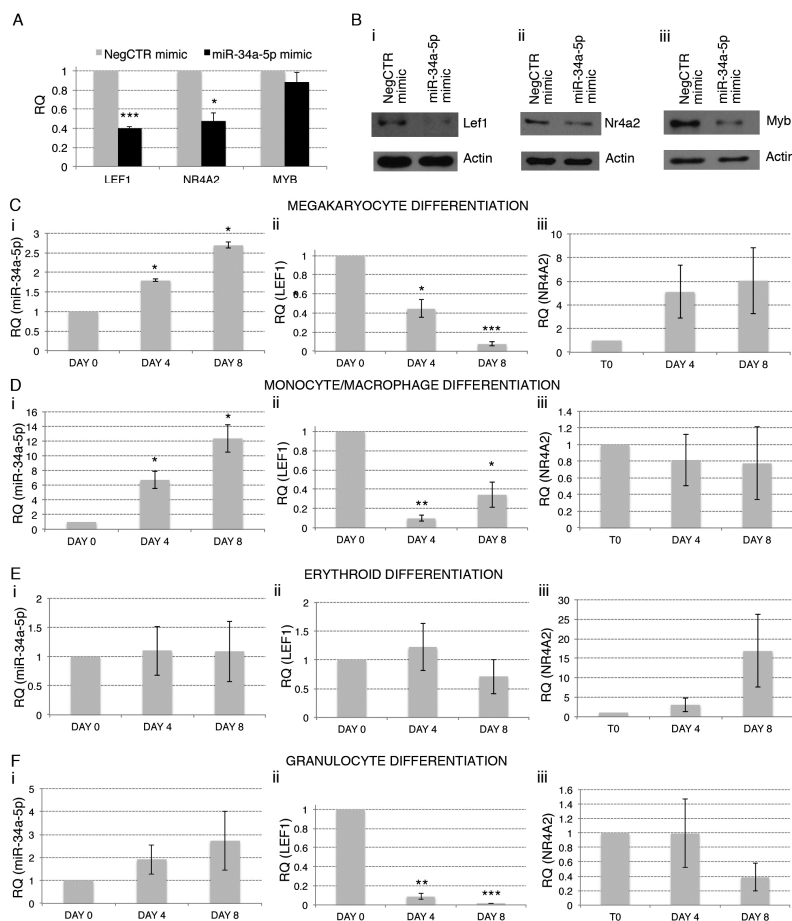 A
NegCTR mimic miR-34a-5p mimic
RQ
1
0.8
0.6
0.4
0.2
0
***
*
LEF1 NR4A2 MYB
B
i
NegCTR mimic
miR-34a-5p mimic
Lef1
Actin
ii
NegCTR mimic
miR-34a-5p mimic
Nr4a2
Actin
iii
NegCTR mimic
miR-34a-5p mimic
Myb
Actin
C
MEGAKARYOCYTE DIFFERENTIATION
i
RQ (miR-34a-5p)
3
2.5
2
1.5
1
0.5
0
*
*
DAY 0 DAY 4 DAY 8
ii
RQ (LEF1)
1
0.8
0.6
0.4
0.2
0
*
***
DAY 0 DAY 4 DAY 8
iii
RQ (NR4A2)
10
8
6
4
2
0
T0 DAY 4 DAY 8
D
MONOCYTE/MACROPHAGE DIFFERENTIATION
i
RQ (miR-34a-5p)
16
14
12
10
8
6
4
2
0
*
*
DAY 0 DAY 4 DAY 8
ii
RQ (LEF1)
1
0.8
0.6
0.4
0.2
0
**
*
DAY 0 DAY 4 DAY 8
iii
RQ (NR4A2)
1.4
1.2
1
0.8
0.6
0.4
0.2
0
T0 DAY 4 DAY 8
E
ERYTHROID DIFFERENTIATION
i
RQ (miR-34a-5p)
2
1.5
1
0.5
0
DAY 0 DAY 4 DAY 8
ii
RQ (LEF1)
2
1.5
1
0.5
0
DAY 0 DAY 4 DAY 8
iii
RQ (NR4A2)
30
25
20
15
10
5
0
T0 DAY 4 DAY 8
F
GRANULOCYTE DIFFERENTIATION
i
RQ (miR-34a-5p)
5
4
3
2
1
0
DAY 0 DAY 4 DAY 8
ii
RQ (LEF1)
1
0.8
0.6
0.4
0.2
0
**
***
DAY 0 DAY 4 DAY 8
iii
RQ (NR4A2)
1.6
1.4
1.2
1
0.8
0.6
0.4
0.2
0
T0 DAY 4 DAY 8